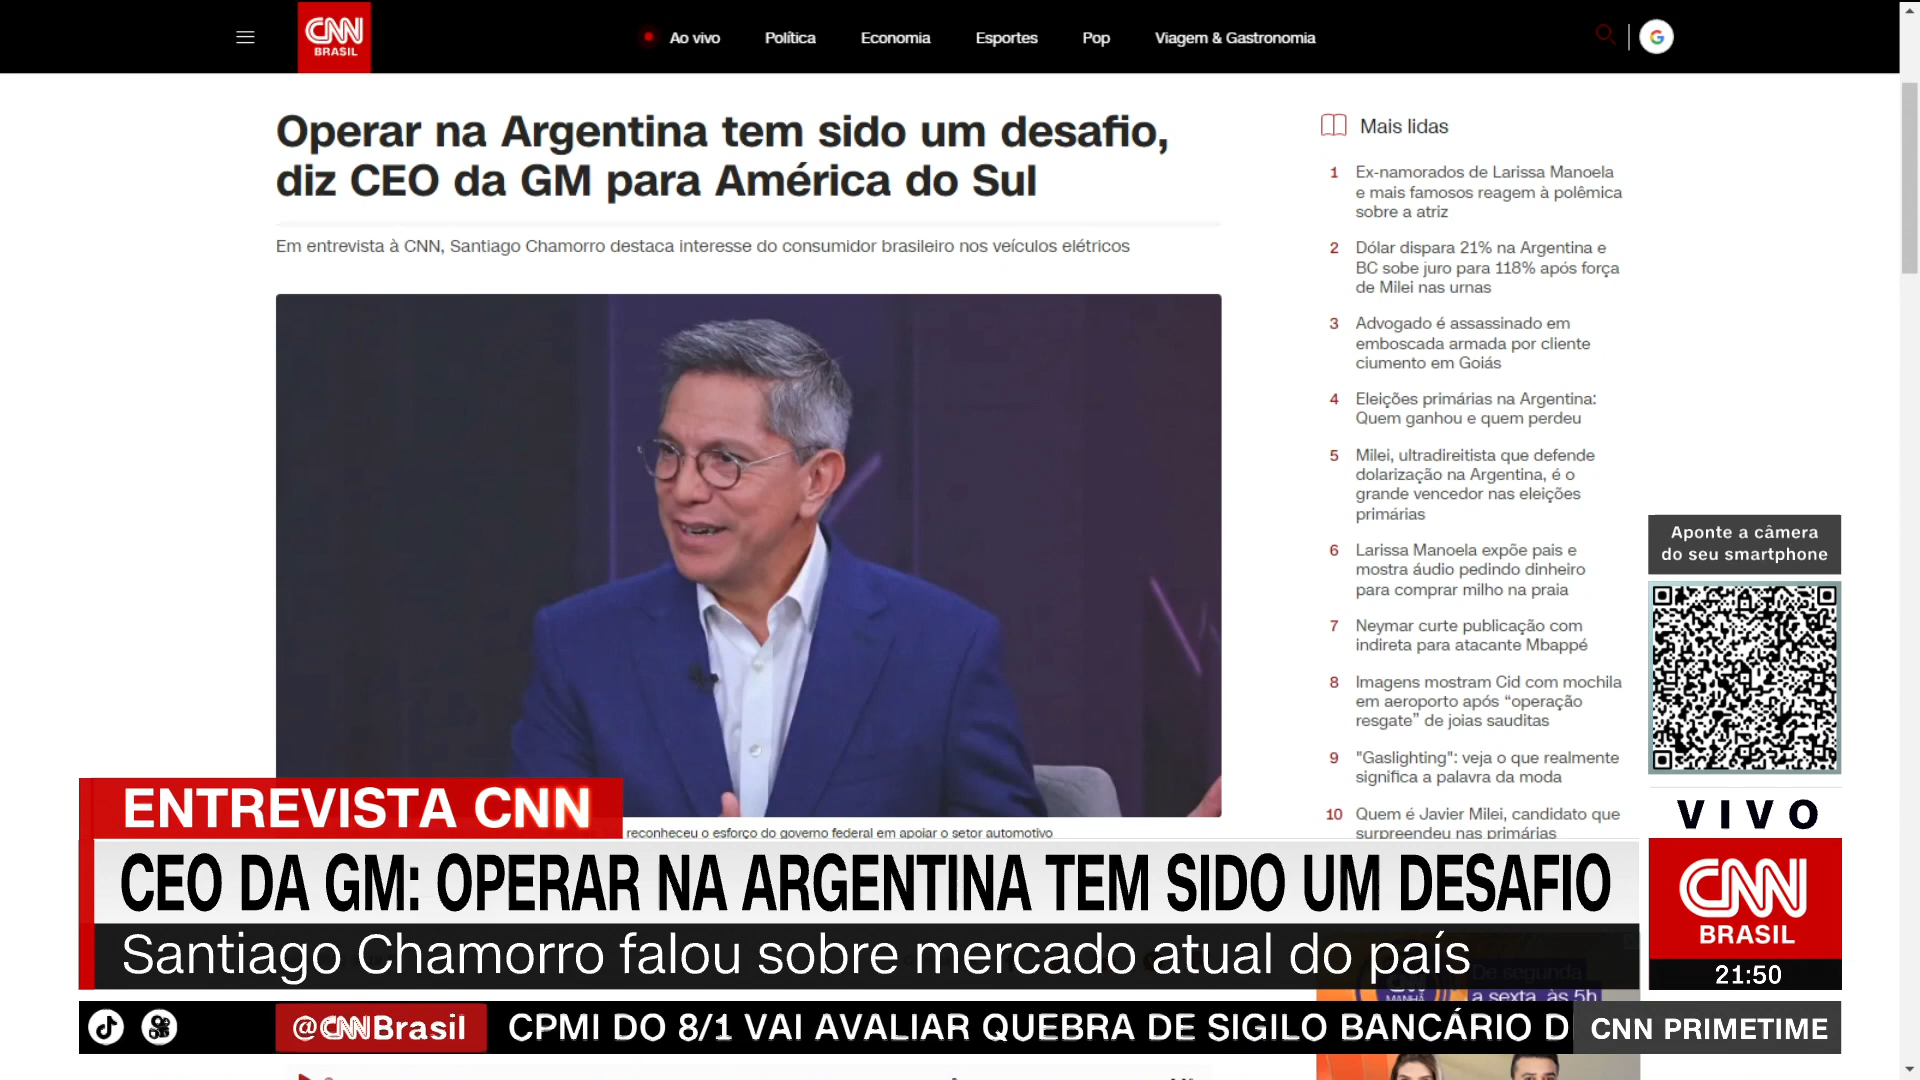 CNN
BRASIL
Ao vivo
Política
Economia
Esportes
Pop
Viagem & Gastronomia
G
Operar na Argentina tem sido um desafio,
diz CEO da GM para América do Sul
Em entrevista à CNN, Santiago Chamorro destaca interesse do consumidor brasileiro nos veículos elétricos
reconheceu o esforço do governo federal em apoiar o setor automotivo
Mais lidas
1 Ex-namorados de Larissa Manoela
e mais famosos reagem à polêmica
sobre a atriz
2 Dólar dispara 21% na Argentina e
BC sobe juro para 118% após força
de Milei nas urnas
3 Advogado é assassinado em
emboscada armada por cliente
ciumento em Goiás
4 Eleições primárias na Argentina:
Quem ganhou e quem perdeu
5 Milei, ultradireitista que defende
dolarização na Argentina, é o
grande vencedor nas eleições
primárias
6 Larissa Manoela expõe pais e
mostra áudio pedindo dinheiro
para comprar milho na praia
7 Neymar curte publicação com
indireta para atacante Mbappé
8 Imagens mostram Cid com mochila
em aeroporto após “operação
resgate” de joias sauditas
9 "Gaslighting": veja o que realmente
significa a palavra da moda
10 Quem é Javier Milei, candidato que
surpreendeu nas primárias
Aponte a câmera
do seu smartphone
VIVO
CNN
BRASIL
21:50
ENTREVISTA CNN
CEO DA GM: OPERAR NA ARGENTINA TEM SIDO UM DESAFIO
Santiago Chamorro falou sobre mercado atual do país
De segunda
a sexta, às 5h
MANHÃ
@CNNBrasil
CPMI DO 8/1 VAI AVALIAR QUEBRA DE SIGILO BANCÁRIO D
CNN PRIMETIME